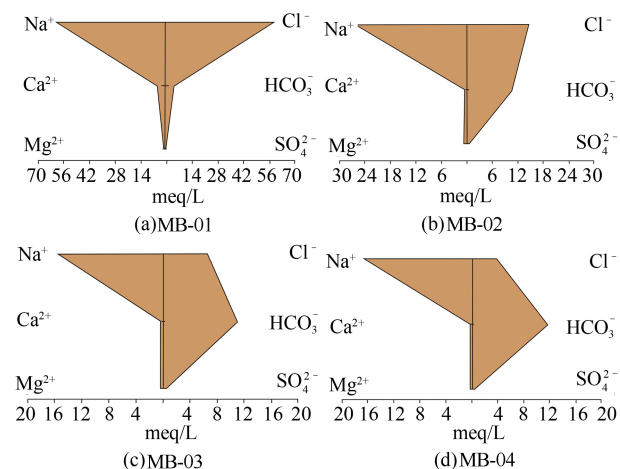 Na⁺ Cl⁻ Na⁺ Cl⁻
Ca²⁺ HCO₃⁻ Ca²⁺ HCO₃⁻
Mg²⁺ SO₄²⁻ Mg²⁺ SO₄²⁻
70 56 42 28 14 14 28 42 56 70 30 24 18 12 6 6 12 18 24 30
meq/L meq/L
(a)MB-01 (b)MB-02
Na⁺ Cl⁻ Na⁺ Cl⁻
Ca²⁺ HCO₃⁻ Ca²⁺ HCO₃⁻
Mg²⁺ SO₄²⁻ Mg²⁺ SO₄²⁻
20 16 12 8 4 4 8 12 16 20 20 16 12 8 4 4 8 12 16 20
meq/L meq/L
(c)MB-03 (d)MB-04